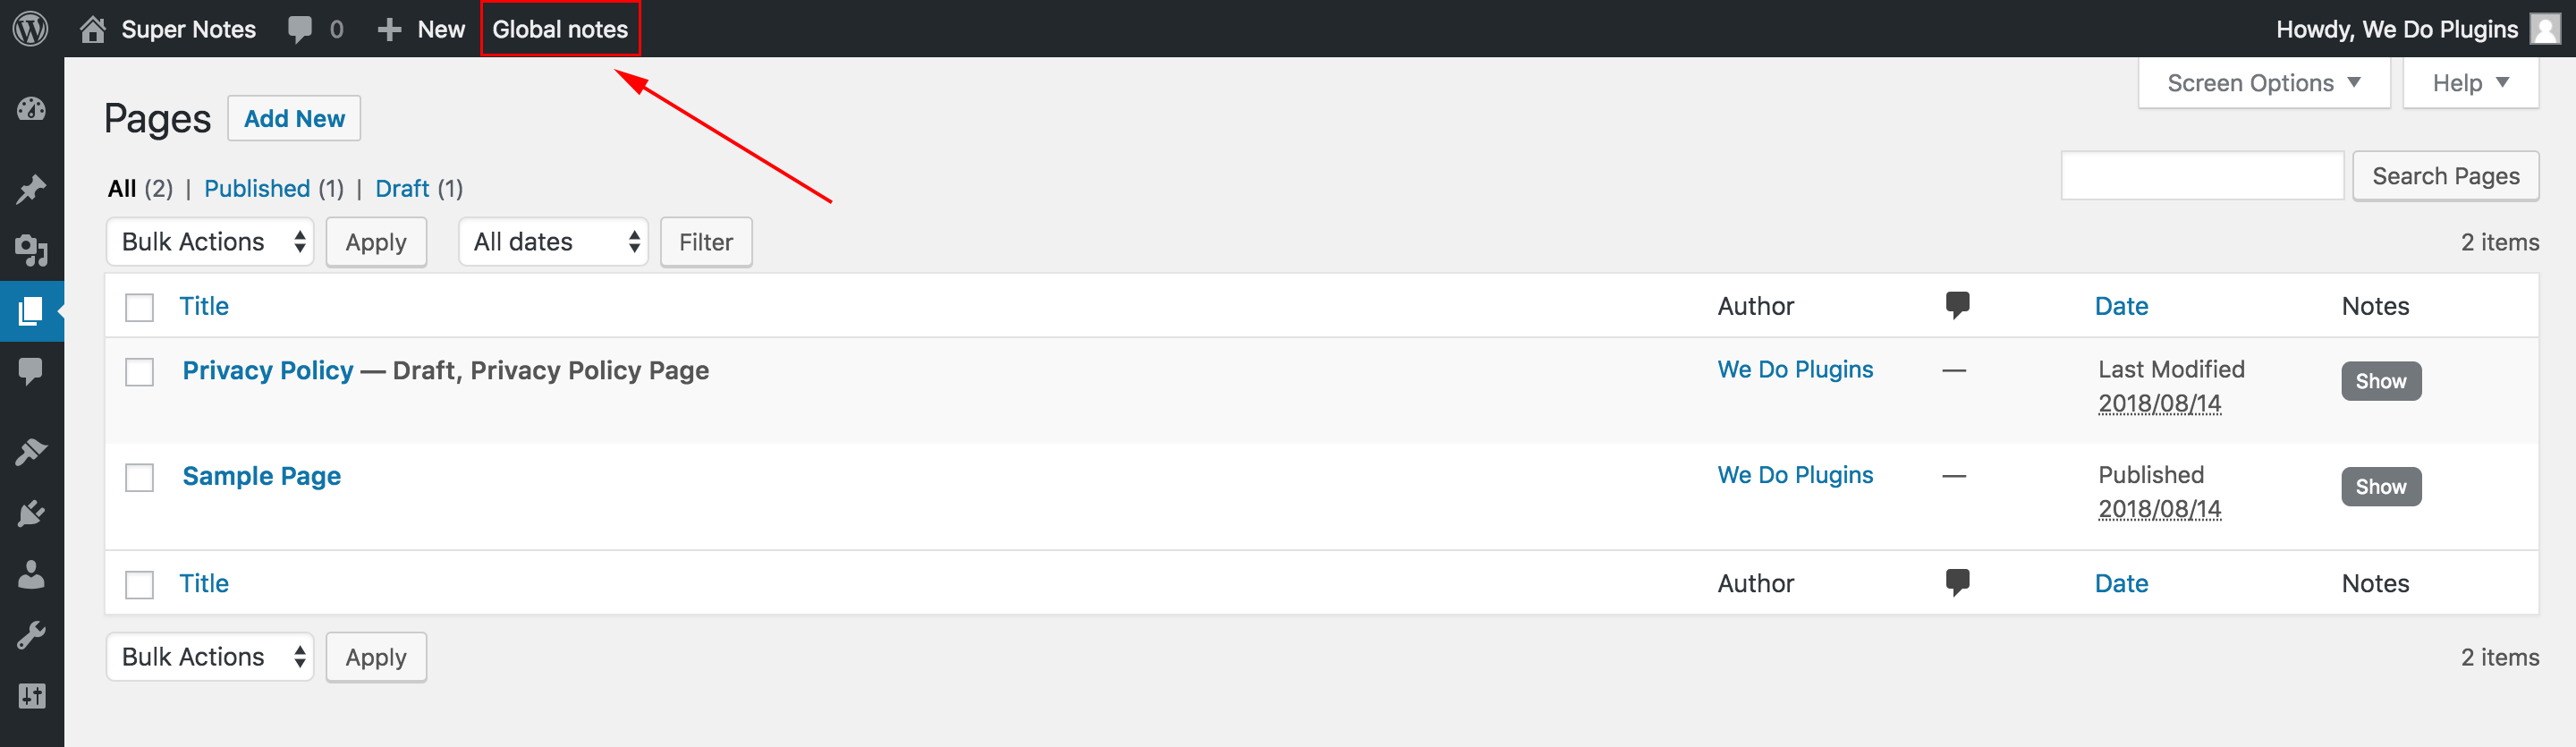 Super Notes 0 New Global notes Howdy, We Do Plugins
Screen Options Help
Pages Add New
All (2) | Published (1) | Draft (1)
Search Pages
Bulk Actions Apply All dates Filter 2 items
Title Author Date Notes
Privacy Policy — Draft, Privacy Policy Page We Do Plugins — Last Modified Show
2018/08/14
Sample Page We Do Plugins — Published Show
2018/08/14
Title Author Date Notes
Bulk Actions Apply 2 items